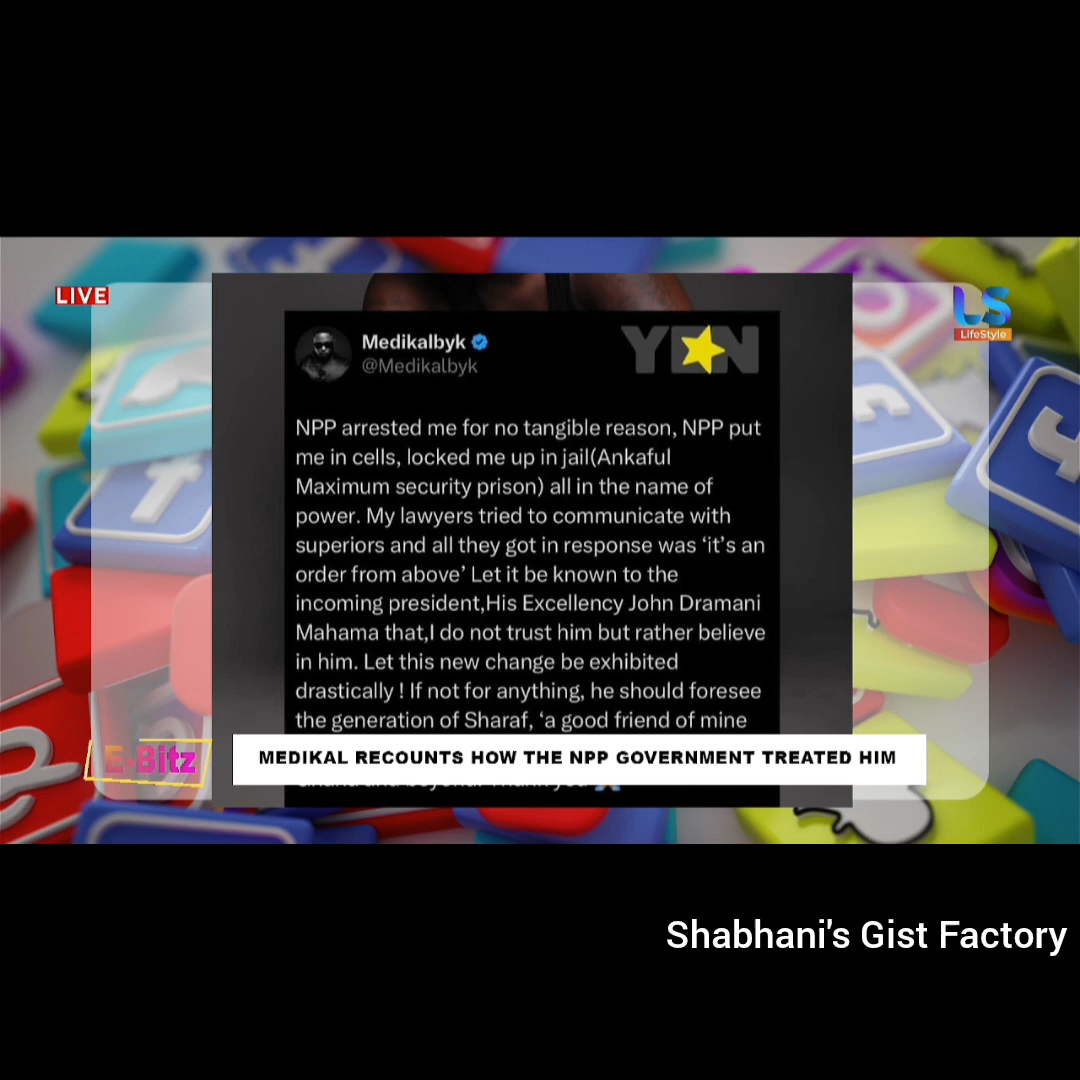 LIVE
LS
LifeStyle
Medikalbyk
@Medikalbyk
YEN
NPP arrested me for no tangible reason, NPP put
me in cells, locked me up in jail(Ankaful
Maximum security prison) all in the name of
power. My lawyers tried to communicate with
superiors and all they got in response was ‘it’s an
order from above’ Let it be known to the
incoming president,His Excellency John Dramani
Mahama that,I do not trust him but rather believe
in him. Let this new change be exhibited
drastically ! If not for anything, he should foresee
the generation of Sharaf, ‘a good friend of mine
E-Bitz
MEDIKAL RECOUNTS HOW THE NPP GOVERNMENT TREATED HIM
Shabhani's Gist Factory